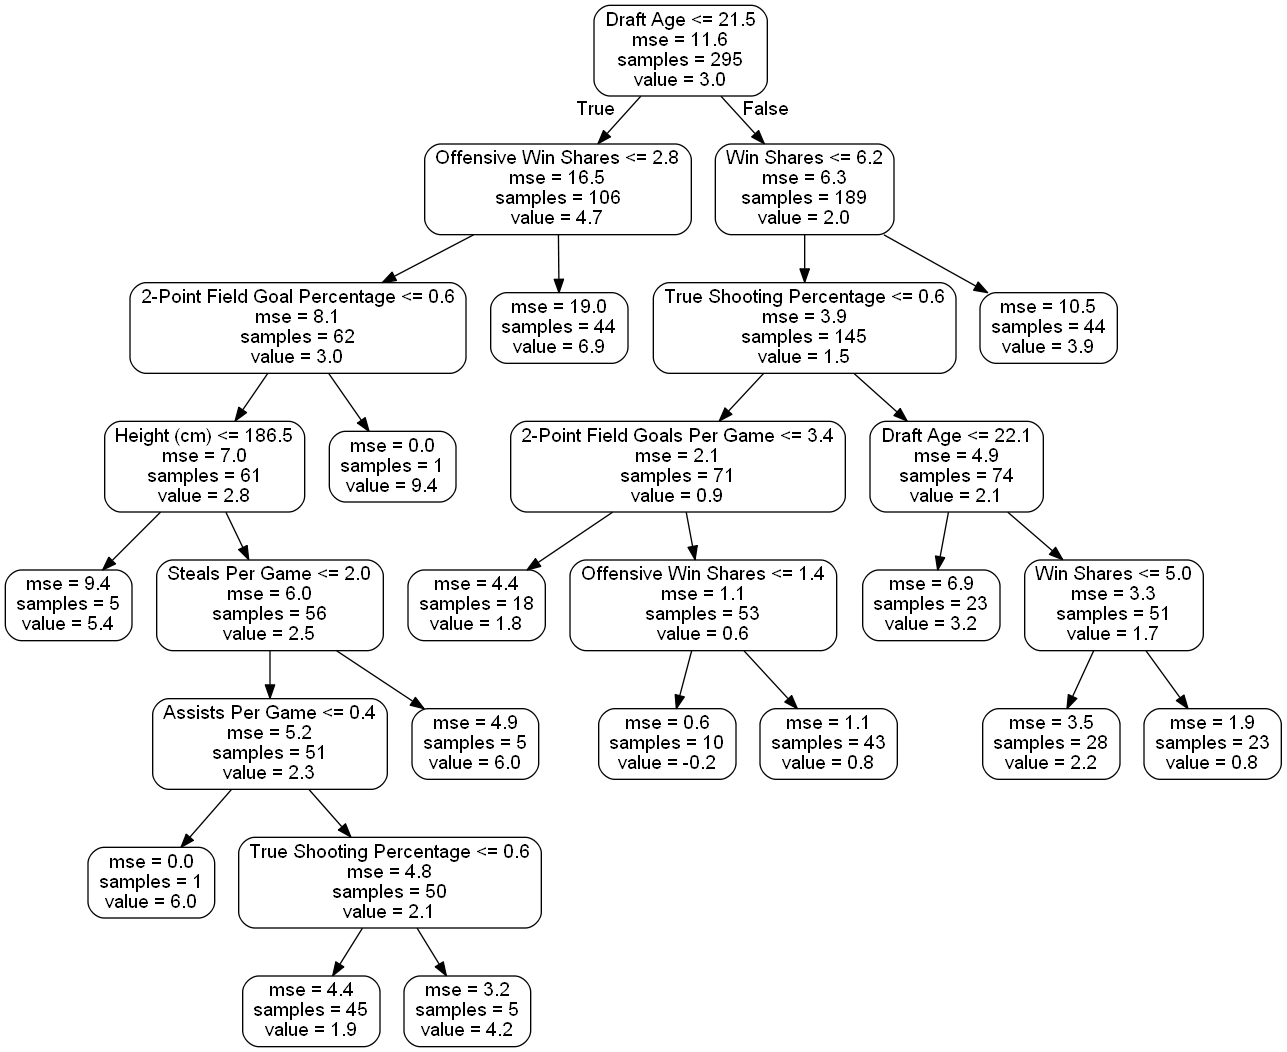 Draft Age <= 21.5
mse = 11.6
samples = 295
value = 3.0
True
False
Offensive Win Shares <= 2.8
mse = 16.5
samples = 106
value = 4.7
Win Shares <= 6.2
mse = 6.3
samples = 189
value = 2.0
2-Point Field Goal Percentage <= 0.6
mse = 8.1
samples = 62
value = 3.0
mse = 19.0
samples = 44
value = 6.9
True Shooting Percentage <= 0.6
mse = 3.9
samples = 145
value = 1.5
mse = 10.5
samples = 44
value = 3.9
Height (cm) <= 186.5
mse = 7.0
samples = 61
value = 2.8
mse = 0.0
samples = 1
value = 9.4
2-Point Field Goals Per Game <= 3.4
mse = 2.1
samples = 71
value = 0.9
Draft Age <= 22.1
mse = 4.9
samples = 74
value = 2.1
mse = 9.4
samples = 5
value = 5.4
Steals Per Game <= 2.0
mse = 6.0
samples = 56
value = 2.5
mse = 4.4
samples = 18
value = 1.8
Offensive Win Shares <= 1.4
mse = 1.1
samples = 53
value = 0.6
mse = 6.9
samples = 23
value = 3.2
Win Shares <= 5.0
mse = 3.3
samples = 51
value = 1.7
Assists Per Game <= 0.4
mse = 5.2
samples = 51
value = 2.3
mse = 4.9
samples = 5
value = 6.0
mse = 0.6
samples = 10
value = -0.2
mse = 1.1
samples = 43
value = 0.8
mse = 3.5
samples = 28
value = 2.2
mse = 1.9
samples = 23
value = 0.8
mse = 0.0
samples = 1
value = 6.0
True Shooting Percentage <= 0.6
mse = 4.8
samples = 50
value = 2.1
mse = 4.4
samples = 45
value = 1.9
mse = 3.2
samples = 5
value = 4.2